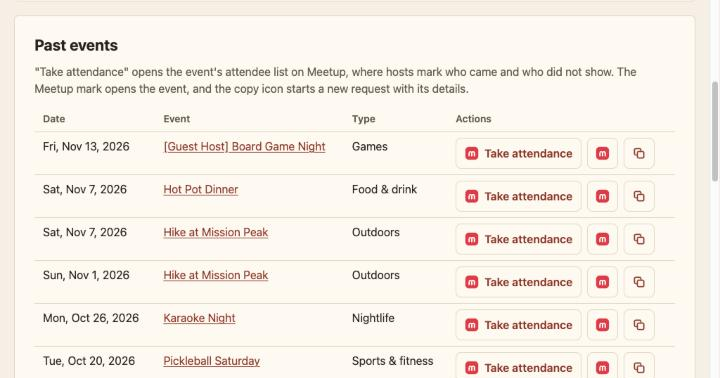 Past events
"Take attendance" opens the event's attendee list on Meetup, where hosts mark who came and who did not show. The
Meetup mark opens the event, and the copy icon starts a new request with its details.
Date Event Type Actions
Fri, Nov 13, 2026 [Guest Host] Board Game Night Games Take attendance
Sat, Nov 7, 2026 Hot Pot Dinner Food & drink Take attendance
Sat, Nov 7, 2026 Hike at Mission Peak Outdoors Take attendance
Sun, Nov 1, 2026 Hike at Mission Peak Outdoors Take attendance
Mon, Oct 26, 2026 Karaoke Night Nightlife Take attendance
Tue, Oct 20, 2026 Pickleball Saturday Sports & fitness Take attendance